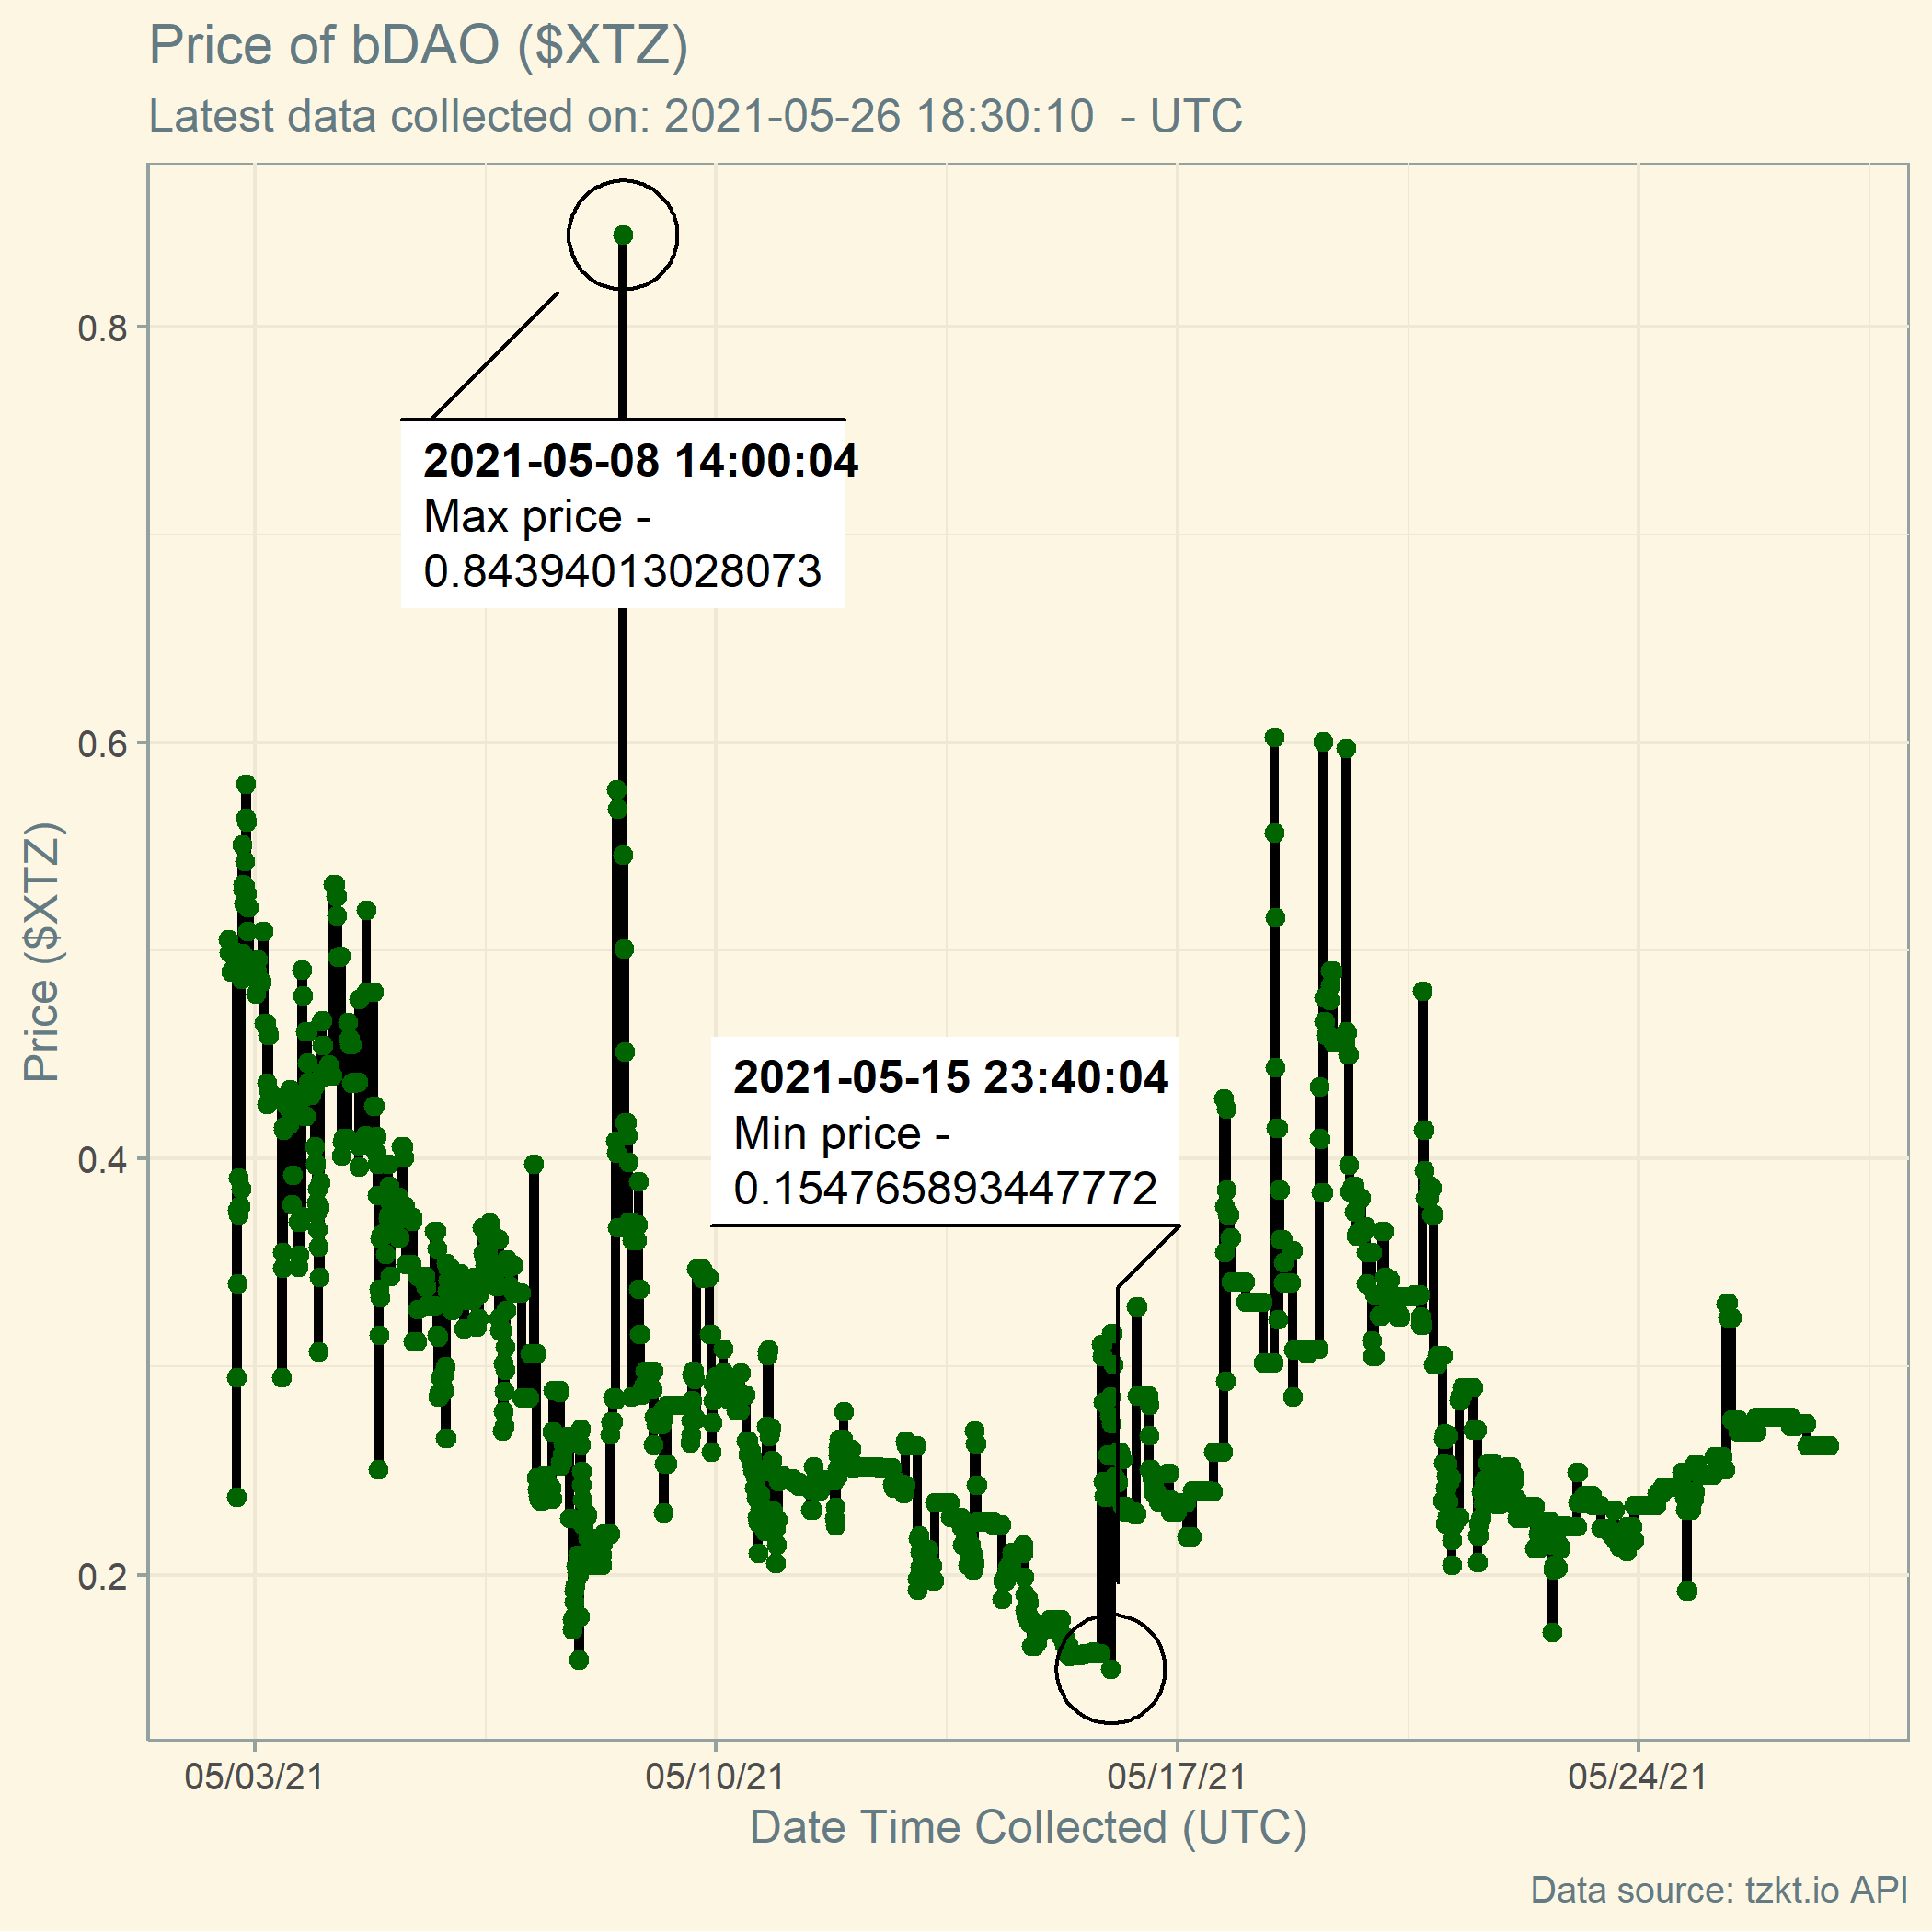 Price of bDAO ($XTZ)
Latest data collected on: 2021-05-26 18:30:10  - UTC
Price ($XTZ)
0.8
0.6
0.4
0.2
2021-05-08 14:00:04
Max price -
0.84394013028073
2021-05-15 23:40:04
Min price -
0.154765893447772
05/03/21
05/10/21
05/17/21
05/24/21
Date Time Collected (UTC)
Data source: tzkt.io API